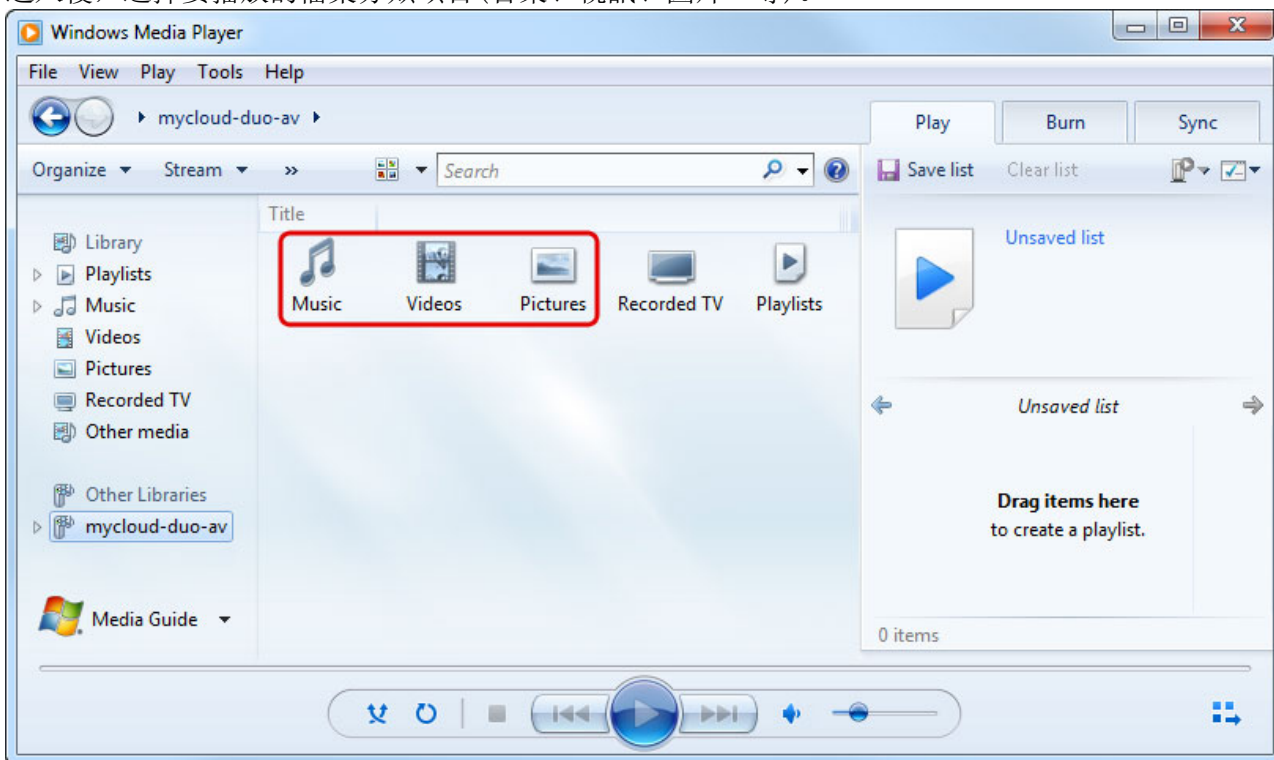 Windows Media Player
File View Play Tools Help
mycloud-duo-av
Play Burn Sync
Organize Stream » Search
Save list Clear list
Title
Library
Playlists
Music
Videos
Pictures
Recorded TV
Other media
Other Libraries
mycloud-duo-av
Media Guide
Music Videos Pictures Recorded TV Playlists
Unsaved list
Unsaved list
Drag items here
to create a playlist.
0 items